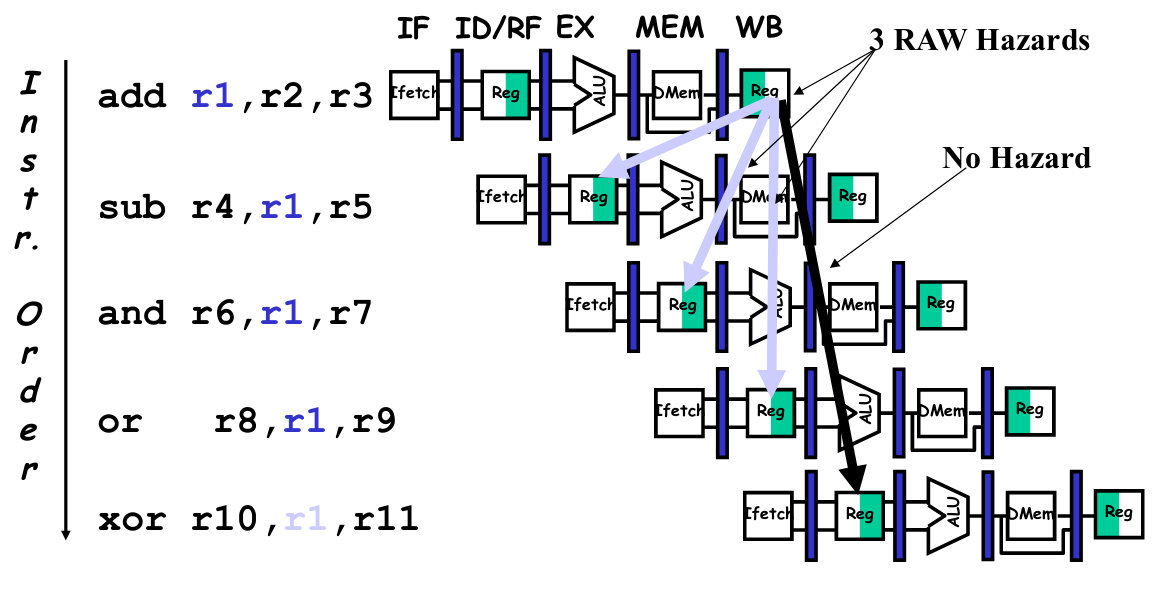 IF ID/RF EX MEM WB
3 RAW Hazards
No Hazard
Instr. Order
add r1,r2,r3 Ifetch Reg ALU DMem Reg
sub r4,r1,r5 Ifetch Reg ALU DMem Reg
and r6,r1,r7 Ifetch Reg ALU DMem Reg
or r8,r1,r9 Ifetch Reg ALU DMem Reg
xor r10,r1,r11 Ifetch Reg ALU DMem Reg